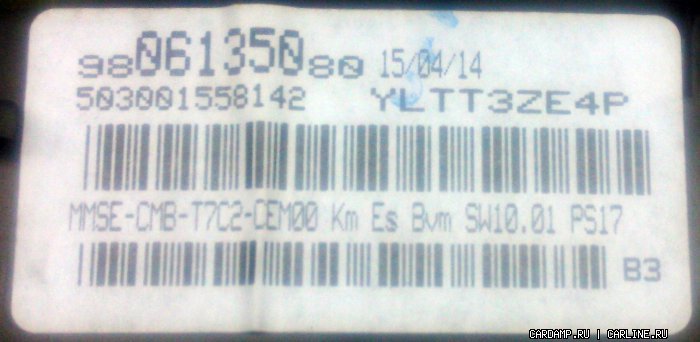 9806135080 15/04/14
503001558142 YLTT3ZE4P
MMSE-CMB-T7C2-CEM00 Km Es Bvm SW10.01 PS17
B3
CARDAMP.RU | CARLINE.RU